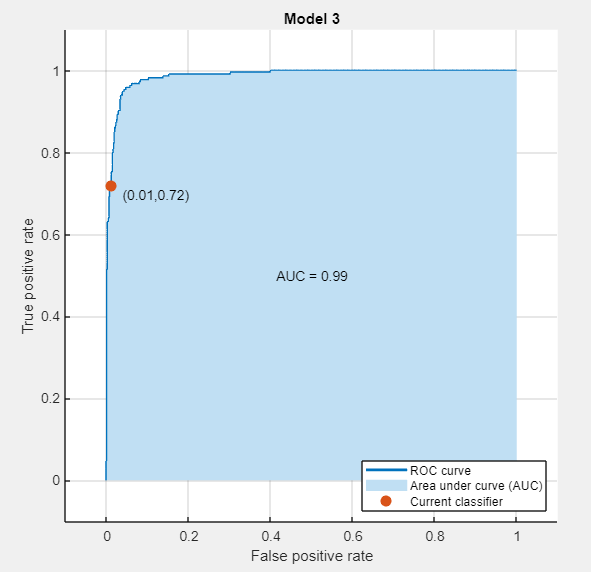 Model 3
1
0.8
0.6
0.4
0.2
0
True positive rate
(0.01,0.72)
AUC = 0.99
ROC curve
Area under curve (AUC)
Current classifier
0 0.2 0.4 0.6 0.8 1
False positive rate